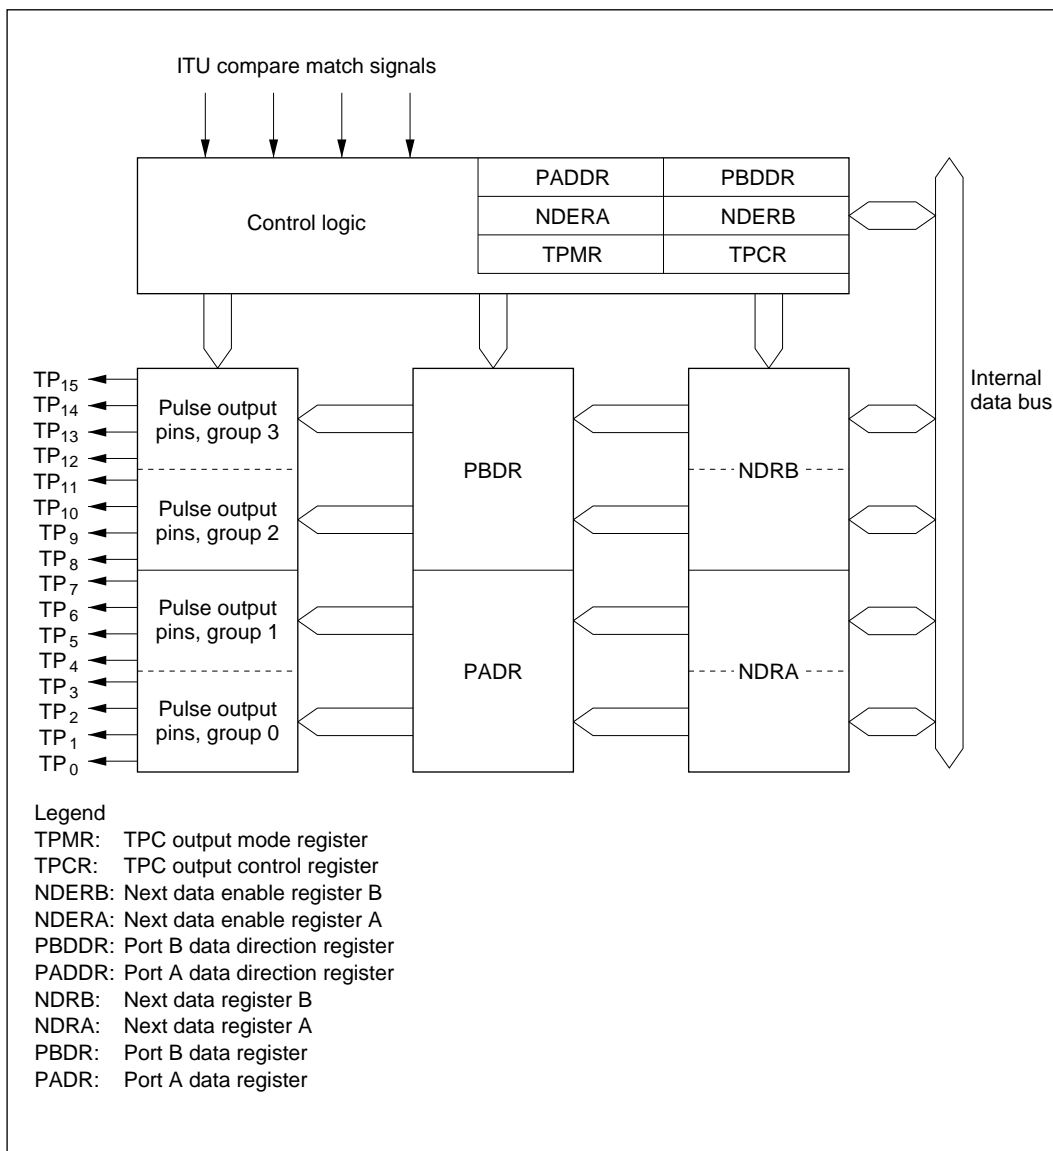 ITU compare match signals
Control logic
PADDR
PBDDR
NDERA
NDERB
TPMR
TPCR
Internal
data bus
TP15
TP14
TP13
TP12
TP11
TP10
TP9
TP8
TP7
TP6
TP5
TP4
TP3
TP2
TP1
TP0
Pulse output
pins, group 3
Pulse output
pins, group 2
Pulse output
pins, group 1
Pulse output
pins, group 0
PBDR
PADR
NDRB
NDRA
Legend
TPMR: TPC output mode register
TPCR: TPC output control register
NDERB: Next data enable register B
NDERA: Next data enable register A
PBDDR: Port B data direction register
PADDR: Port A data direction register
NDRB: Next data register B
NDRA: Next data register A
PBDR: Port B data register
PADR: Port A data register